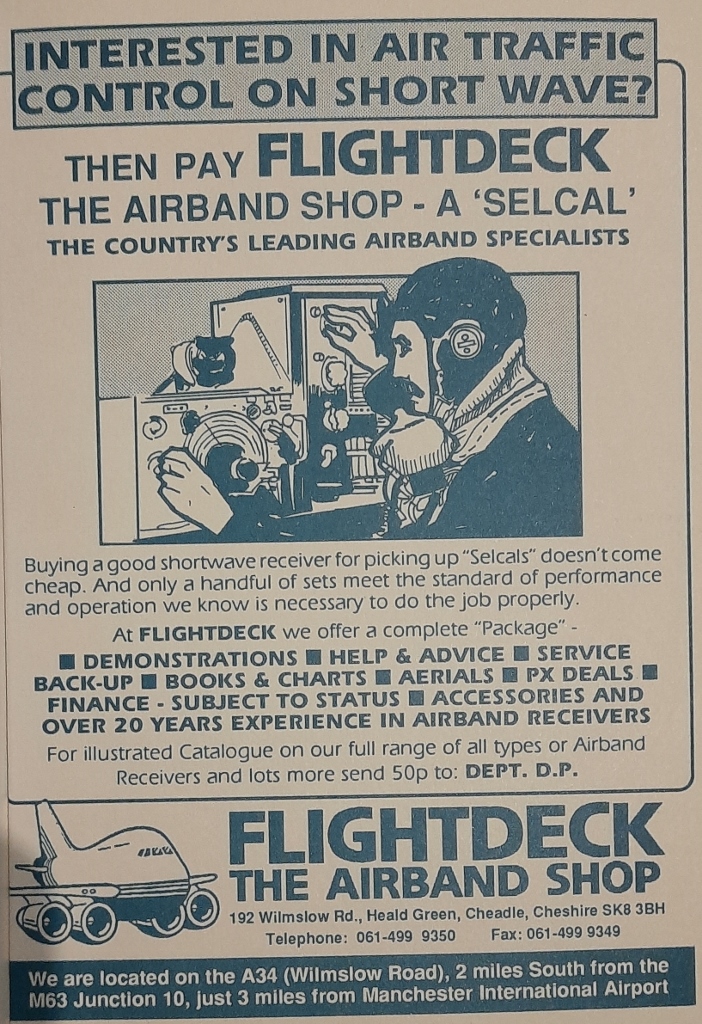 INTERESTED IN AIR TRAFFIC
CONTROL ON SHORT WAVE?
THEN PAY FLIGHTDECK
THE AIRBAND SHOP - A ‘SELCAL’
THE COUNTRY'S LEADING AIRBAND SPECIALISTS
Buying a good shortwave receiver for picking up “Selcals” doesn't come
cheap. And only a handful of sets meet the standard of performance
and operation we know is necessary to do the job properly.
At FLIGHTDECK we offer a complete “Package” -
■ DEMONSTRATIONS ■ HELP & ADVICE ■ SERVICE
BACK-UP ■ BOOKS & CHARTS ■ AERIALS ■ PX DEALS ■
FINANCE - SUBJECT TO STATUS ■ ACCESSORIES AND
OVER 20 YEARS EXPERIENCE IN AIRBAND RECEIVERS
For illustrated Catalogue on our full range of all types or Airband
Receivers and lots more send 50p to: DEPT. D.P.
FLIGHTDECK
THE AIRBAND SHOP
192 Wilmslow Rd., Heald Green, Cheadle, Cheshire SK8 3BH
Telephone: 061-499 9350 Fax: 061-499 9349
We are located on the A34 (Wilmslow Road), 2 miles South from the
M63 Junction 10, just 3 miles from Manchester International Airport